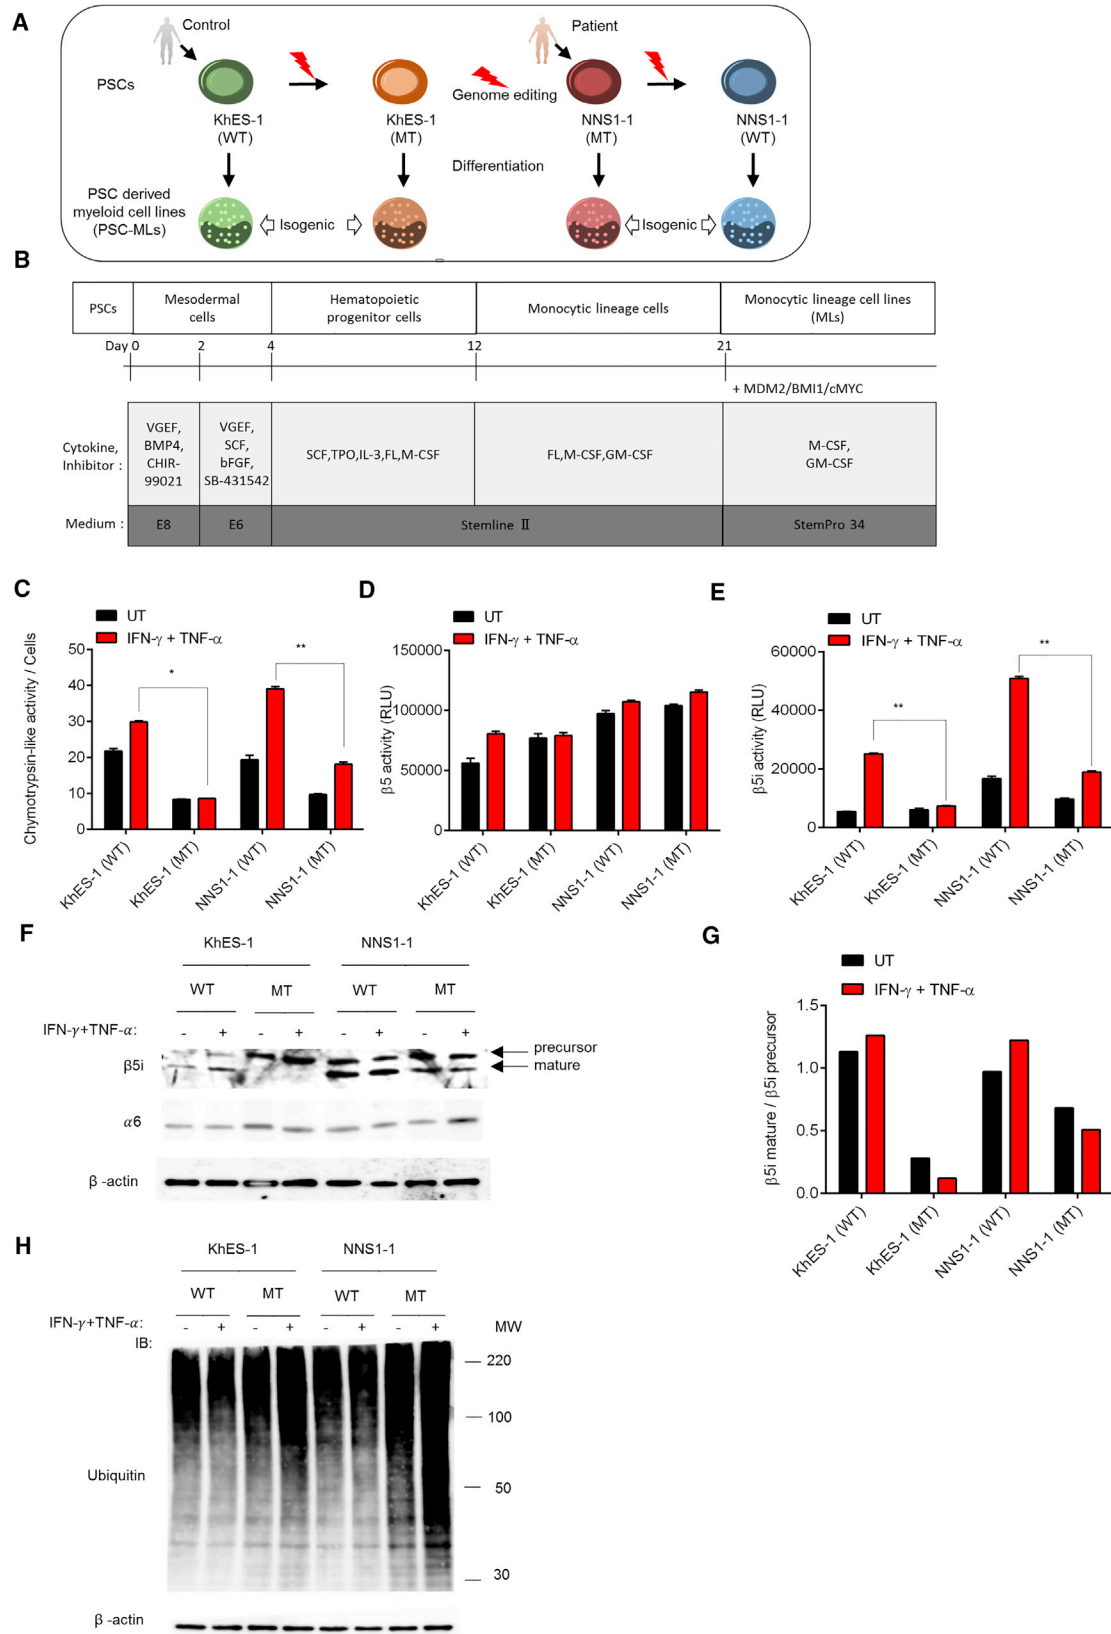 A
Control
Patient
PSCs
Genome editing
KhES-1
(WT)
KhES-1
(MT)
NNS1-1
(MT)
NNS1-1
(WT)
Differentiation
PSC derived
myeloid cell lines
(PSC-MLs)
Isogenic
Isogenic
B
PSCs
Mesodermal
cells
Hematopoietic
progenitor cells
Monocytic lineage cells
Monocytic lineage cell lines
(MLs)
Day 0 2 4 12 21
+ MDM2/BMI1/cMYC
Cytokine,
Inhibitor :
VGEF,
BMP4,
CHIR-
99021
VGEF,
SCF,
bFGF,
SB-431542
SCF,TPO,IL-3,FL,M-CSF
FL,M-CSF,GM-CSF
M-CSF,
GM-CSF
Medium : E8 E6 Stemline Ⅱ StemPro 34
C
UT
IFN-γ + TNF-α
Chymotrypsin-like activity / Cells
50
40
30
20
10
0
*
**
KhES-1 (WT)
KhES-1 (MT)
NNS1-1 (WT)
NNS1-1 (MT)
D
UT
IFN-γ + TNF-α
β5 activity (RLU)
150000
100000
50000
0
KhES-1 (WT)
KhES-1 (MT)
NNS1-1 (WT)
NNS1-1 (MT)
E
UT
IFN-γ + TNF-α
β5i activity (RLU)
60000
40000
20000
0
**
**
KhES-1 (WT)
KhES-1 (MT)
NNS1-1 (WT)
NNS1-1 (MT)
F
KhES-1 NNS1-1
WT MT WT MT
IFN-γ+TNF-α: - + - + - + - +
β5i
precursor
mature
α6
β -actin
G
UT
IFN-γ + TNF-α
β5i mature / β5i precursor
1.5
1.0
0.5
0.0
KhES-1 (WT)
KhES-1 (MT)
NNS1-1 (WT)
NNS1-1 (MT)
H
KhES-1 NNS1-1
WT MT WT MT
IFN-γ+TNF-α: - + - + - + - +
IB:
MW
220
100
50
30
Ubiquitin
β -actin